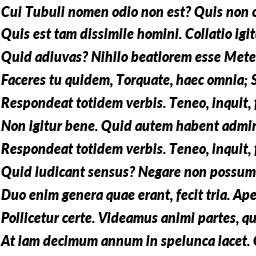 Cui Tubuli nomen odio non est? Quis non
Quis est tam dissimile homini. Collatio igit
Quid adiuvas? Nihilo beatiorem esse Mete
Faceres tu quidem, Torquate, haec omnia;
Respondeat totidem verbis. Teneo, inquit,
Non igitur bene. Quid autem habent admir
Respondeat totidem verbis. Teneo, inquit,
Quid iudicant sensus? Negare non possum
Duo enim genera quae erant, fecit tria. Ape
Pollicetur certe. Videamus animi partes, qu
At iam decimum annum in spelunca iacet.